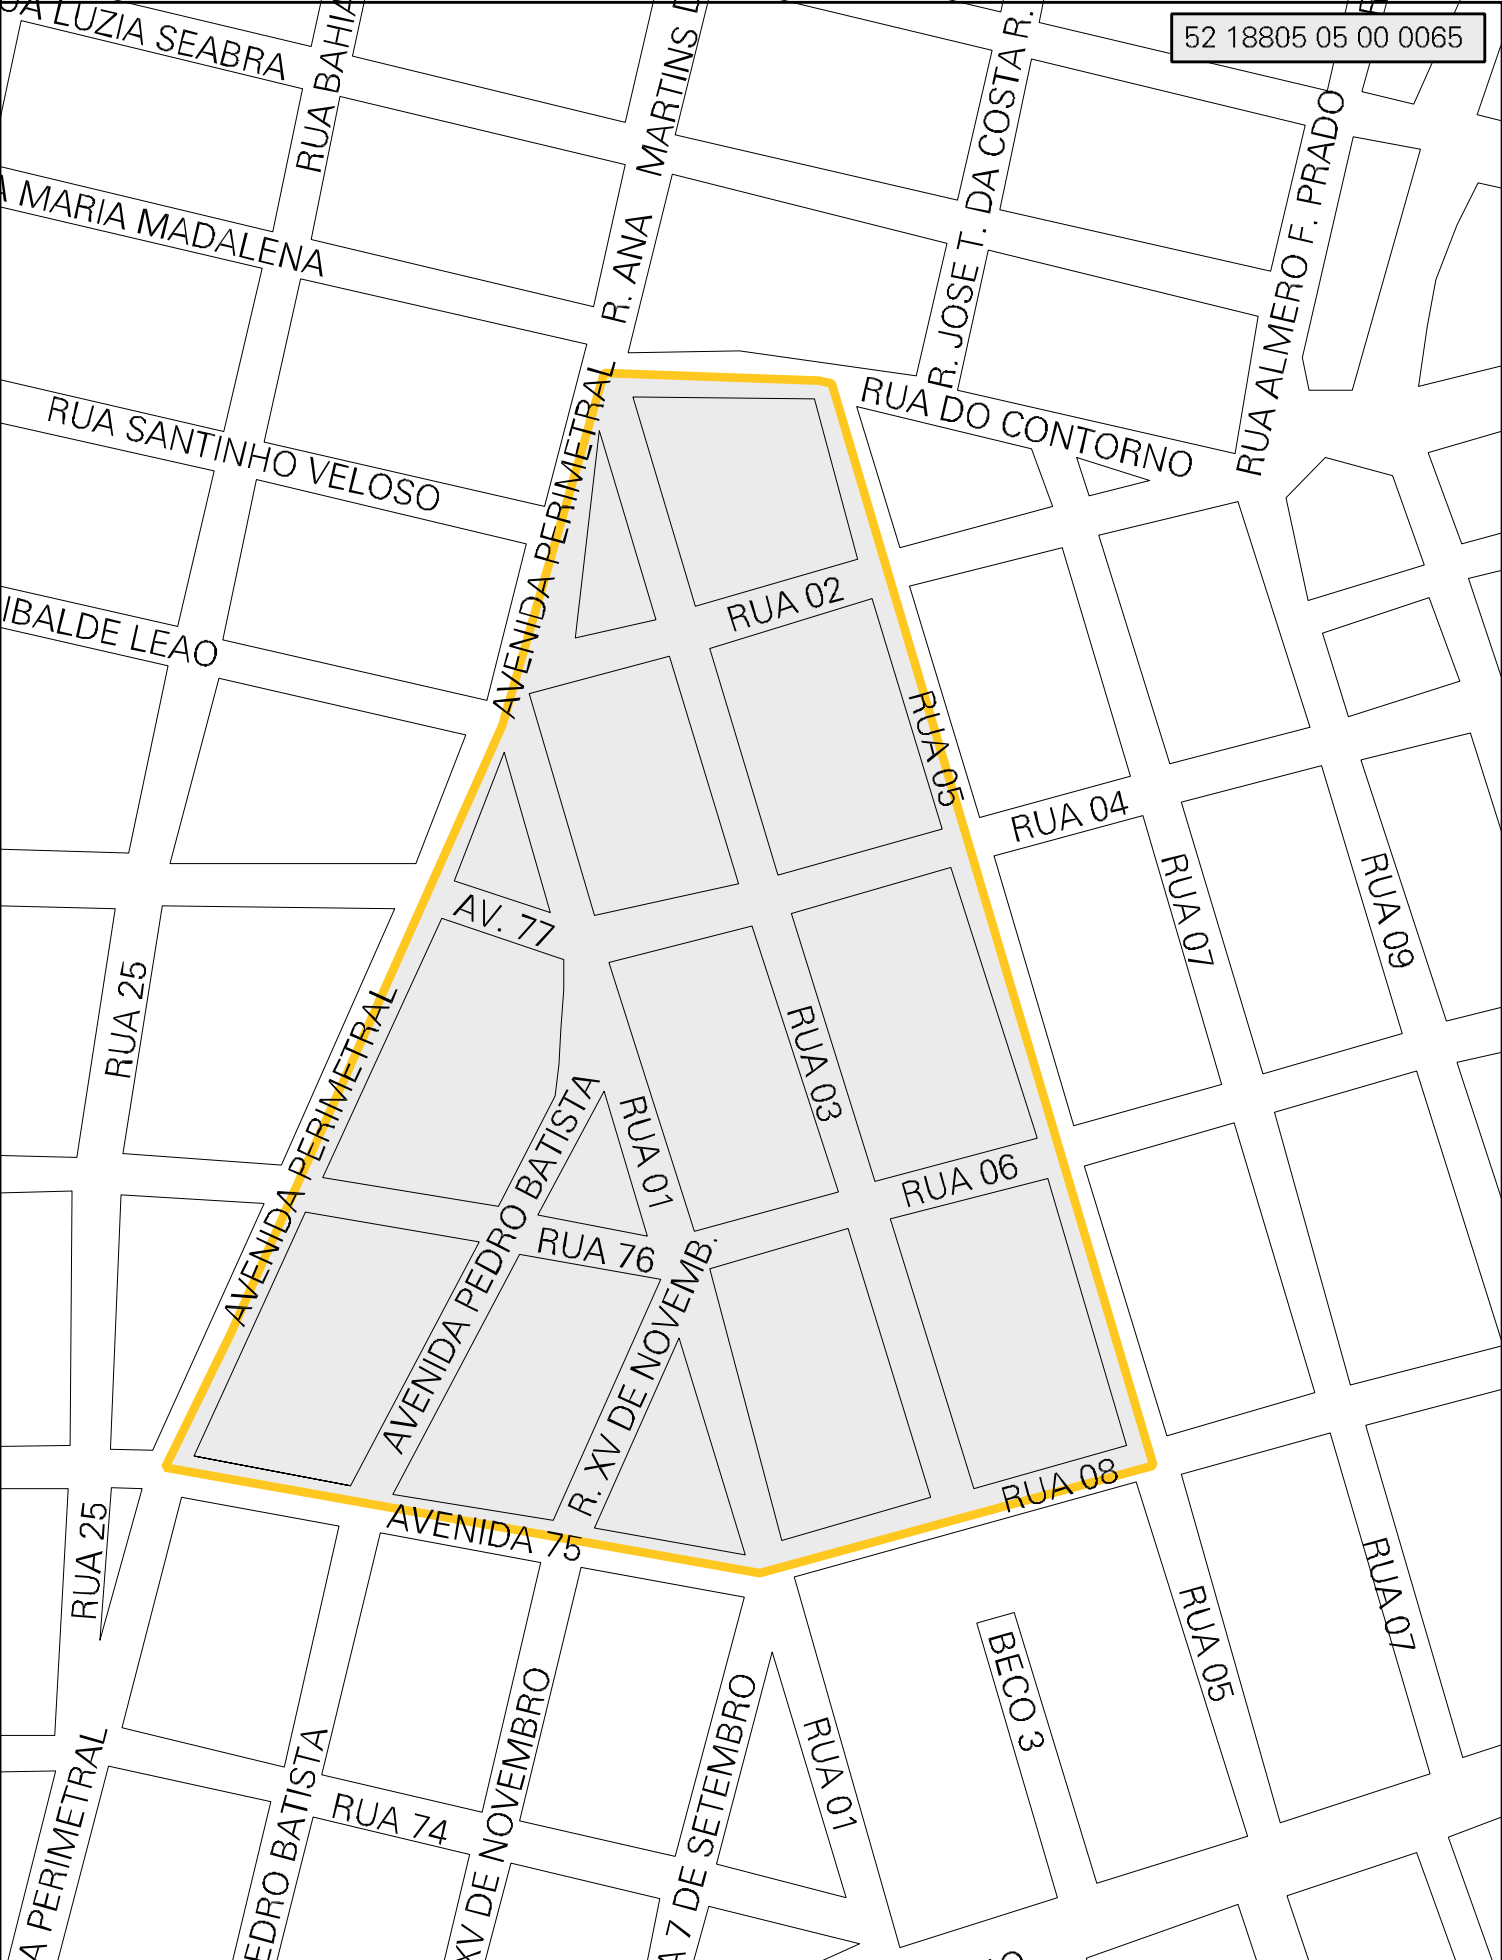 52 18805 05 00 0065
LUZIA SEABRA
RUA BAHIA
MARTINS
R. ANA
R. JOSE T. DA COSTA R.
RUA ALMERO F. PRADO
MARIA MADALENA
RUA DO CONTORNO
RUA SANTINHO VELOSO
AVENIDA PERIMETRAL
IBALDE LEAO
RUA 02
RUA 05
RUA 04
RUA 07
RUA 09
AV. 77
RUA 25
AVENIDA PERIMETRAL
RUA 03
RUA 01
AVENIDA PEDRO BATISTA
RUA 06
RUA 76
R. XV DE NOVEMB.
RUA 08
AVENIDA 75
RUA 25
RUA 07
RUA 05
BECO 3
RUA 01
A PERIMETRAL
EDRO BATISTA
RUA 74
XV DE NOVEMBRO
A 7 DE SETEMBRO